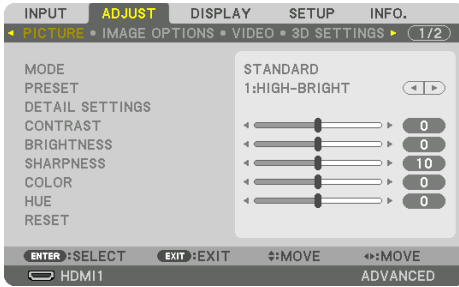 INPUT ADJUST DISPLAY SETUP INFO.
PICTURE • IMAGE OPTIONS • VIDEO • 3D SETTINGS 1/2
MODE STANDARD
PRESET 1:HIGH-BRIGHT
DETAIL SETTINGS
CONTRAST 0
BRIGHTNESS 0
SHARPNESS 10
COLOR 0
HUE 0
RESET
ENTER :SELECT EXIT :EXIT :MOVE :MOVE
HDMI1 ADVANCED